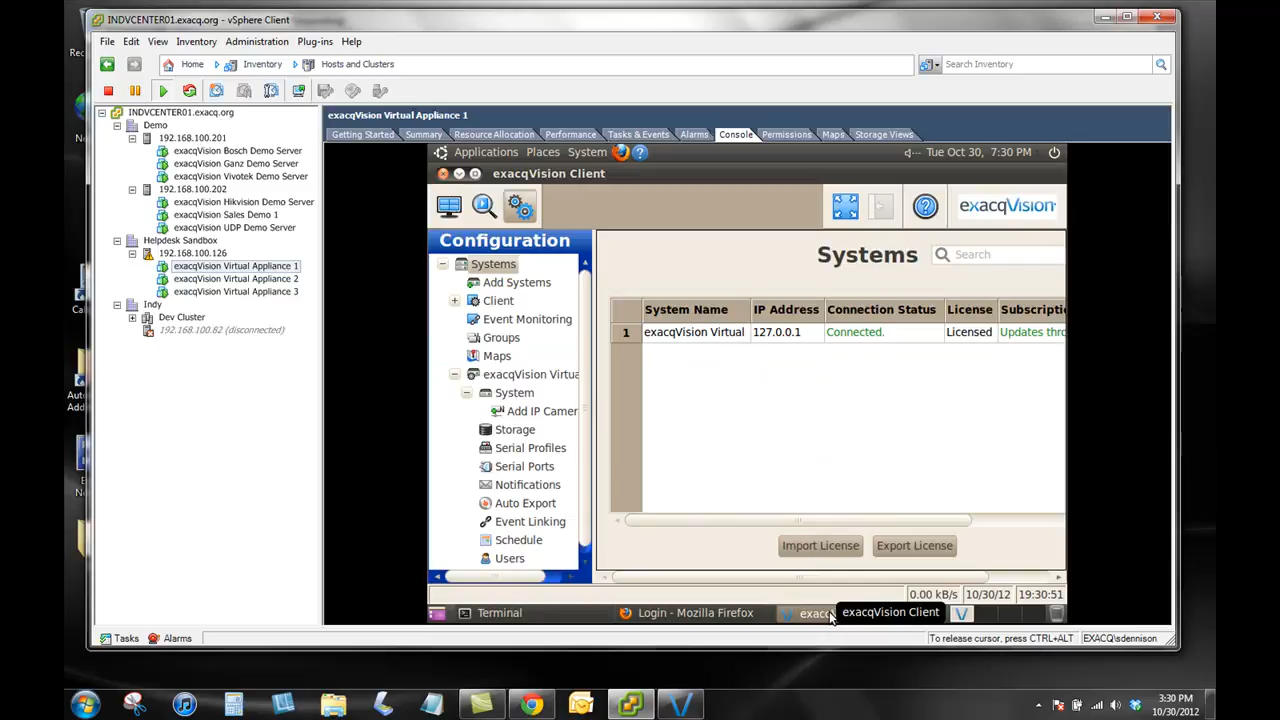 INDVCENTER01.exacq.org - vSphere Client
File Edit View Inventory Administration Plug-ins Help
Home Inventory Hosts and Clusters
Search Inventory
INDVCENTER01.exacq.org
Demo
192.168.100.201
exacqVision Bosch Demo Server
exacqVision Ganz Demo Server
exacqVision Vivotek Demo Server
192.168.100.202
exacqVision Hikvision Demo Server
exacqVision Sales Demo 1
exacqVision UDP Demo Server
Helpdesk Sandbox
192.168.100.126
exacqVision Virtual Appliance 1
exacqVision Virtual Appliance 2
exacqVision Virtual Appliance 3
Indy
Dev Cluster
192.168.100.82 (disconnected)
exacqVision Virtual Appliance 1
Getting Started Summary Resource Allocation Performance Tasks & Events Alarms Console Permissions Maps Storage Views
Applications Places System Tue Oct 30, 7:30 PM
exacqVision Client
exacqVision
Configuration
Systems
Add Systems
Client
Event Monitoring
Groups
Maps
exacqVision Virtua
System
Add IP Camer
Storage
Serial Profiles
Serial Ports
Notifications
Auto Export
Event Linking
Schedule
Users
Systems
Search
System Name IP Address Connection Status License Subscriptio
1 exacqVision Virtual 127.0.0.1 Connected. Licensed Updates thro
Import License Export License
0.00 kB/s 10/30/12 19:30:51
Terminal Login - Mozilla Firefox exacq exacqVision Client
Tasks Alarms
To release cursor, press CTRL+ALT EXACQ\sdennison
3:30 PM
10/30/2012